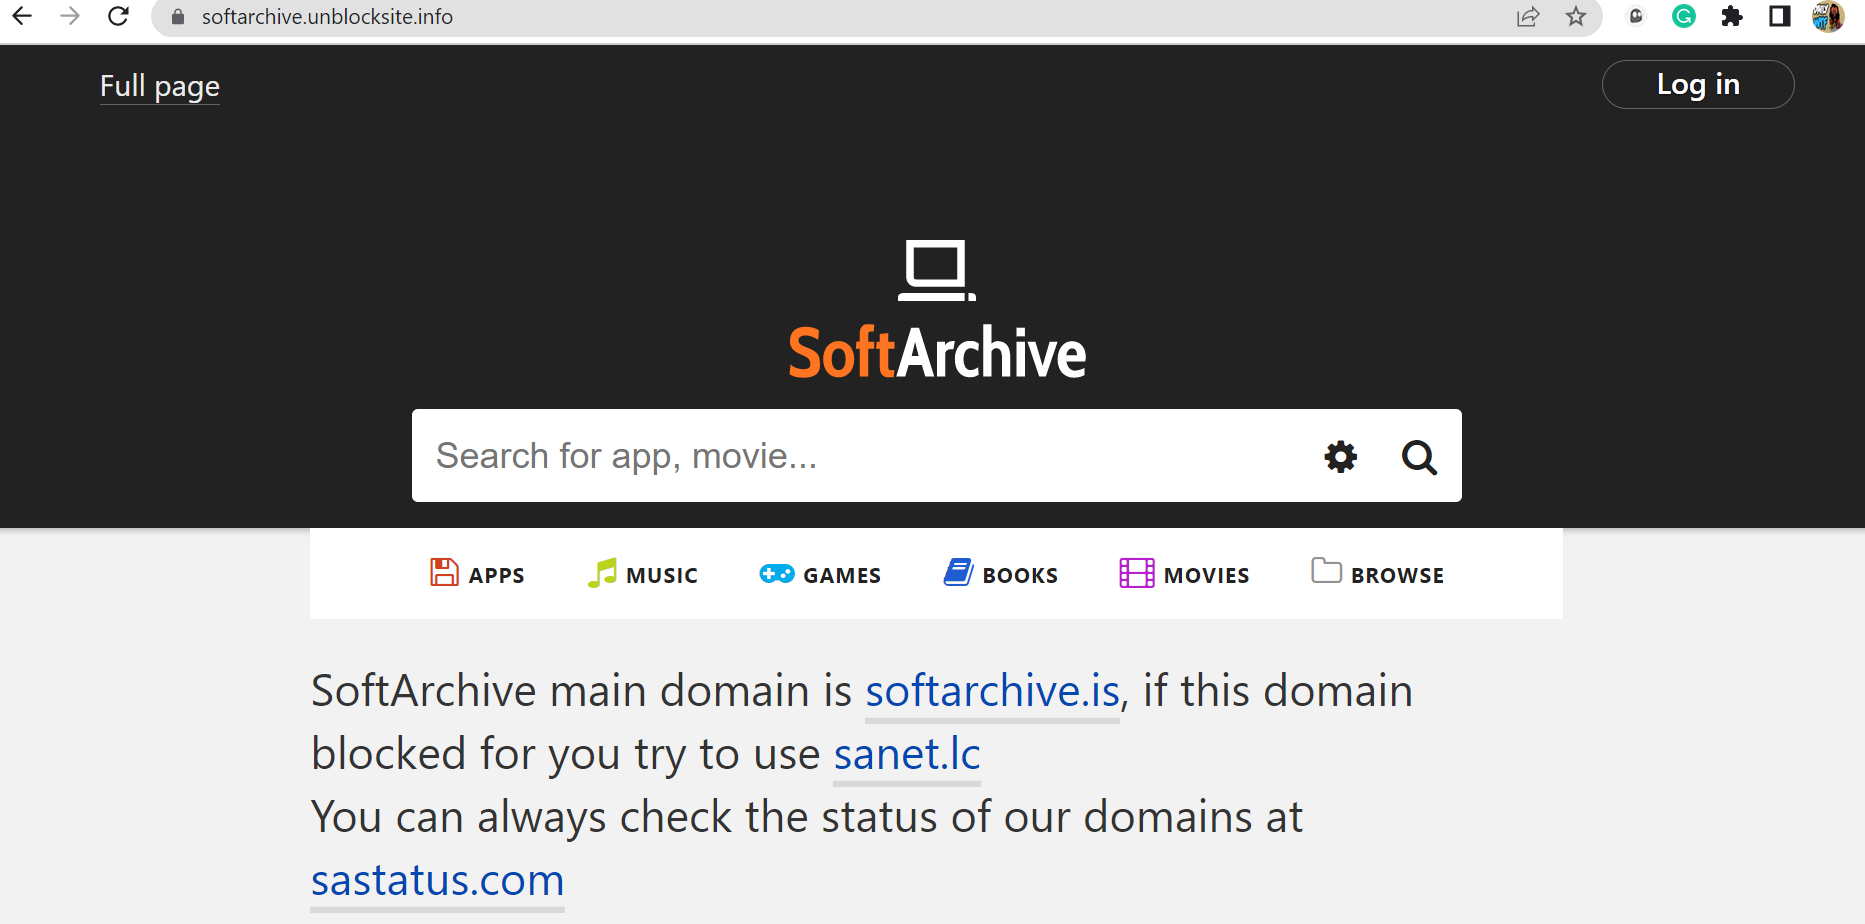 softarchive.unblocksite.info
Full page
Log in
SoftArchive
Search for app, movie...
APPS MUSIC GAMES BOOKS MOVIES BROWSE
SoftArchive main domain is softarchive.is, if this domain
blocked for you try to use sanet.lc
You can always check the status of our domains at
sastatus.com